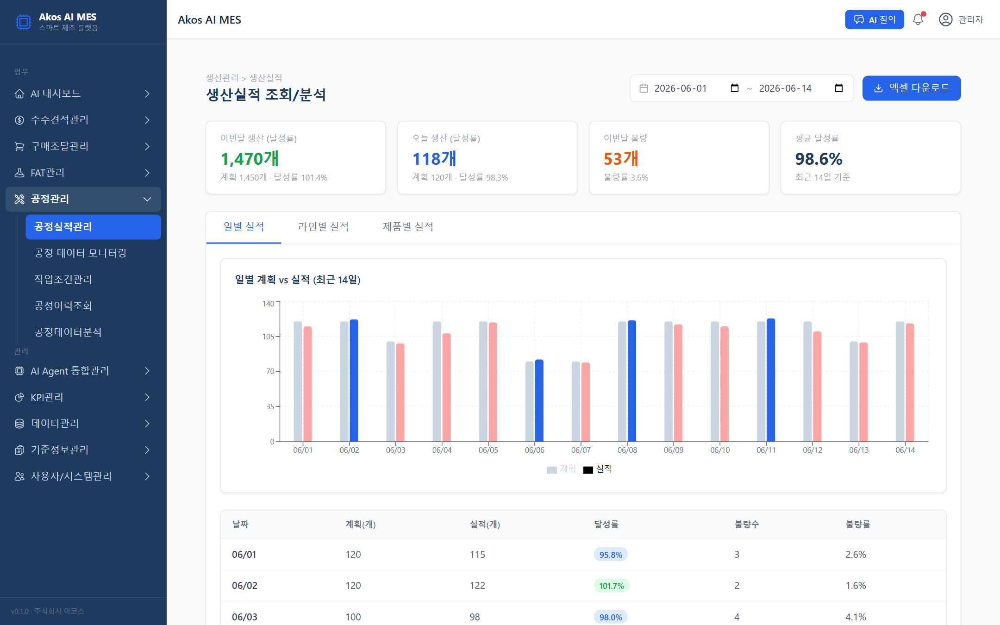 Akos AI MES
스마트 제조 플랫폼
업무
AI 대시보드
수주견적관리
구매조달관리
FAT관리
공정관리
공정실적관리
공정 데이터 모니터링
작업조건관리
공정이력조회
공정데이터분석
관리
AI Agent 통합관리
KPI관리
데이터관리
기준정보관리
사용자/시스템관리
v0.1.0 · 주식회사 아코스
Akos AI MES
AI 질의
관리자
생산관리 > 생산실적
생산실적 조회/분석
2026-06-01 ~ 2026-06-14
엑셀 다운로드
이번달 생산 (달성률)
1,470개
계획 1,450개 · 달성률 101.4%
오늘 생산 (달성률)
118개
계획 120개 · 달성률 98.3%
이번달 불량
53개
불량률 3.6%
평균 달성률
98.6%
최근 14일 기준
일별 실적 라인별 실적 제품별 실적
일별 계획 vs 실적 (최근 14일)
140
105
70
35
0
06/01 06/02 06/03 06/04 06/05 06/06 06/07 06/08 06/09 06/10 06/11 06/12 06/13 06/14
계획 실적
날짜 계획(개) 실적(개) 달성률 불량수 불량률
06/01 120 115 95.8% 3 2.6%
06/02 120 122 101.7% 2 1.6%
06/03 100 98 98.0% 4 4.1%